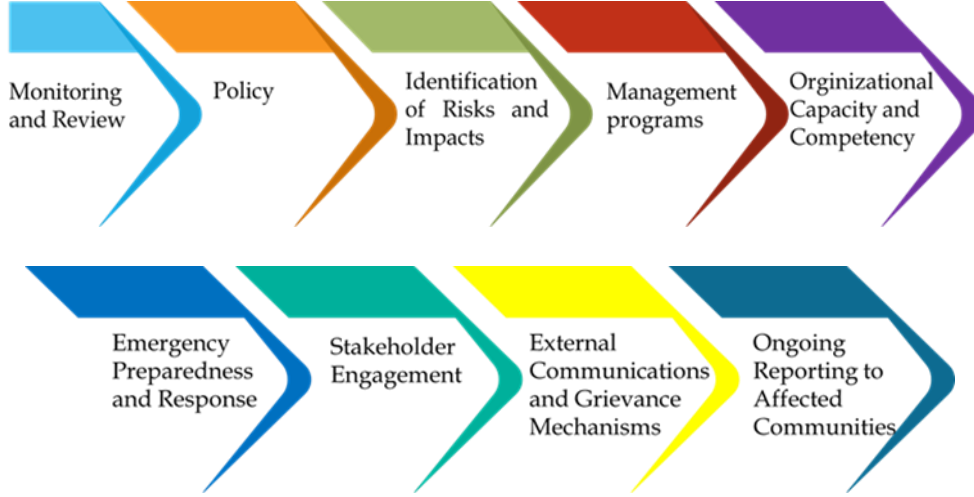 Monitoring
and Review
Policy
Identification
of Risks and
Impacts
Management
programs
Orginizational
Capacity and
Competency
Emergency
Preparedness
and Response
Stakeholder
Engagement
External
Communications
and Grievance
Mechanisms
Ongoing
Reporting to
Affected
Communities